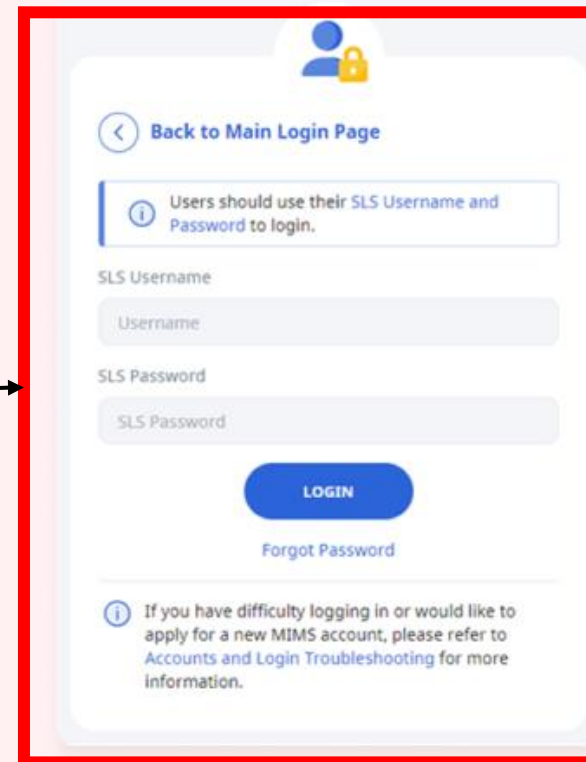 Back to Main Login Page
Users should use their SLS Username and
Password to login.
SLS Username
Username
SLS Password
SLS Password
LOGIN
Forgot Password
If you have difficulty logging in or would like to
apply for a new MIMS account, please refer to
Accounts and Login Troubleshooting for more
information.